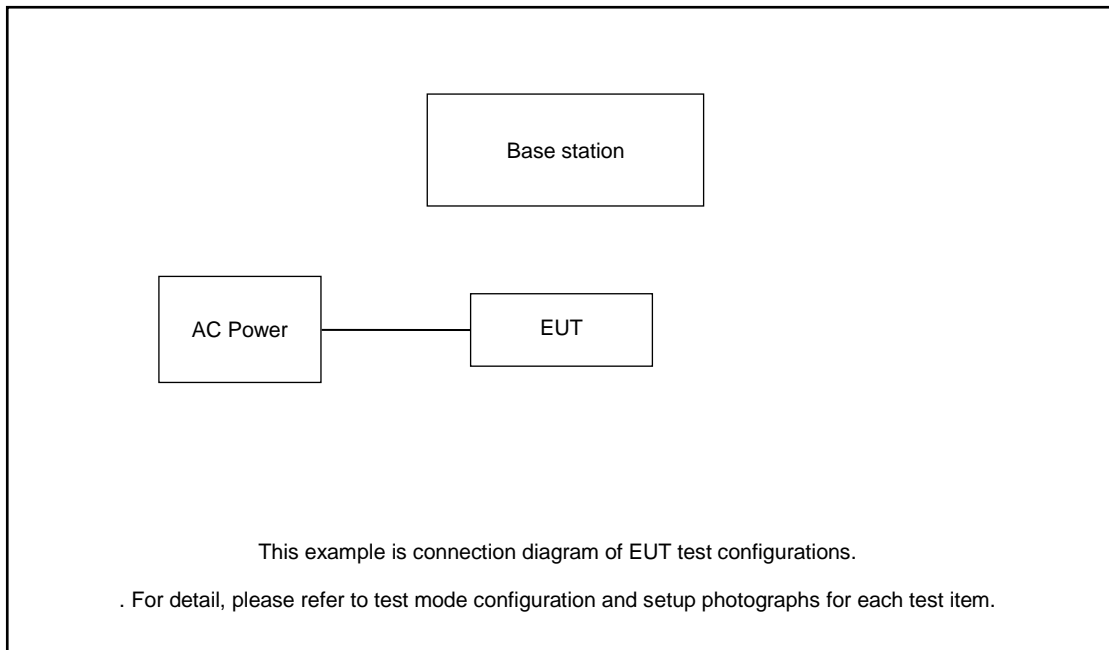 Base station
AC Power
EUT
This example is connection diagram of EUT test configurations.
. For detail, please refer to test mode configuration and setup photographs for each test item.